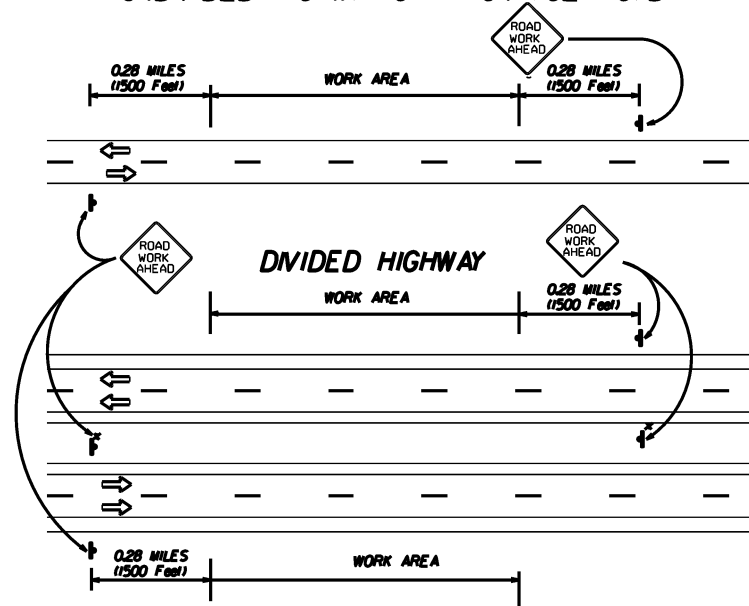 ROAD
WORK
AHEAD
0.28 MILES
(1500 Feet)
WORK AREA
0.28 MILES
(1500 Feet)
ROAD
WORK
AHEAD
DIVIDED HIGHWAY
ROAD
WORK
AHEAD
WORK AREA
0.28 MILES
(1500 Feet)
0.28 MILES
(1500 Feet)
WORK AREA